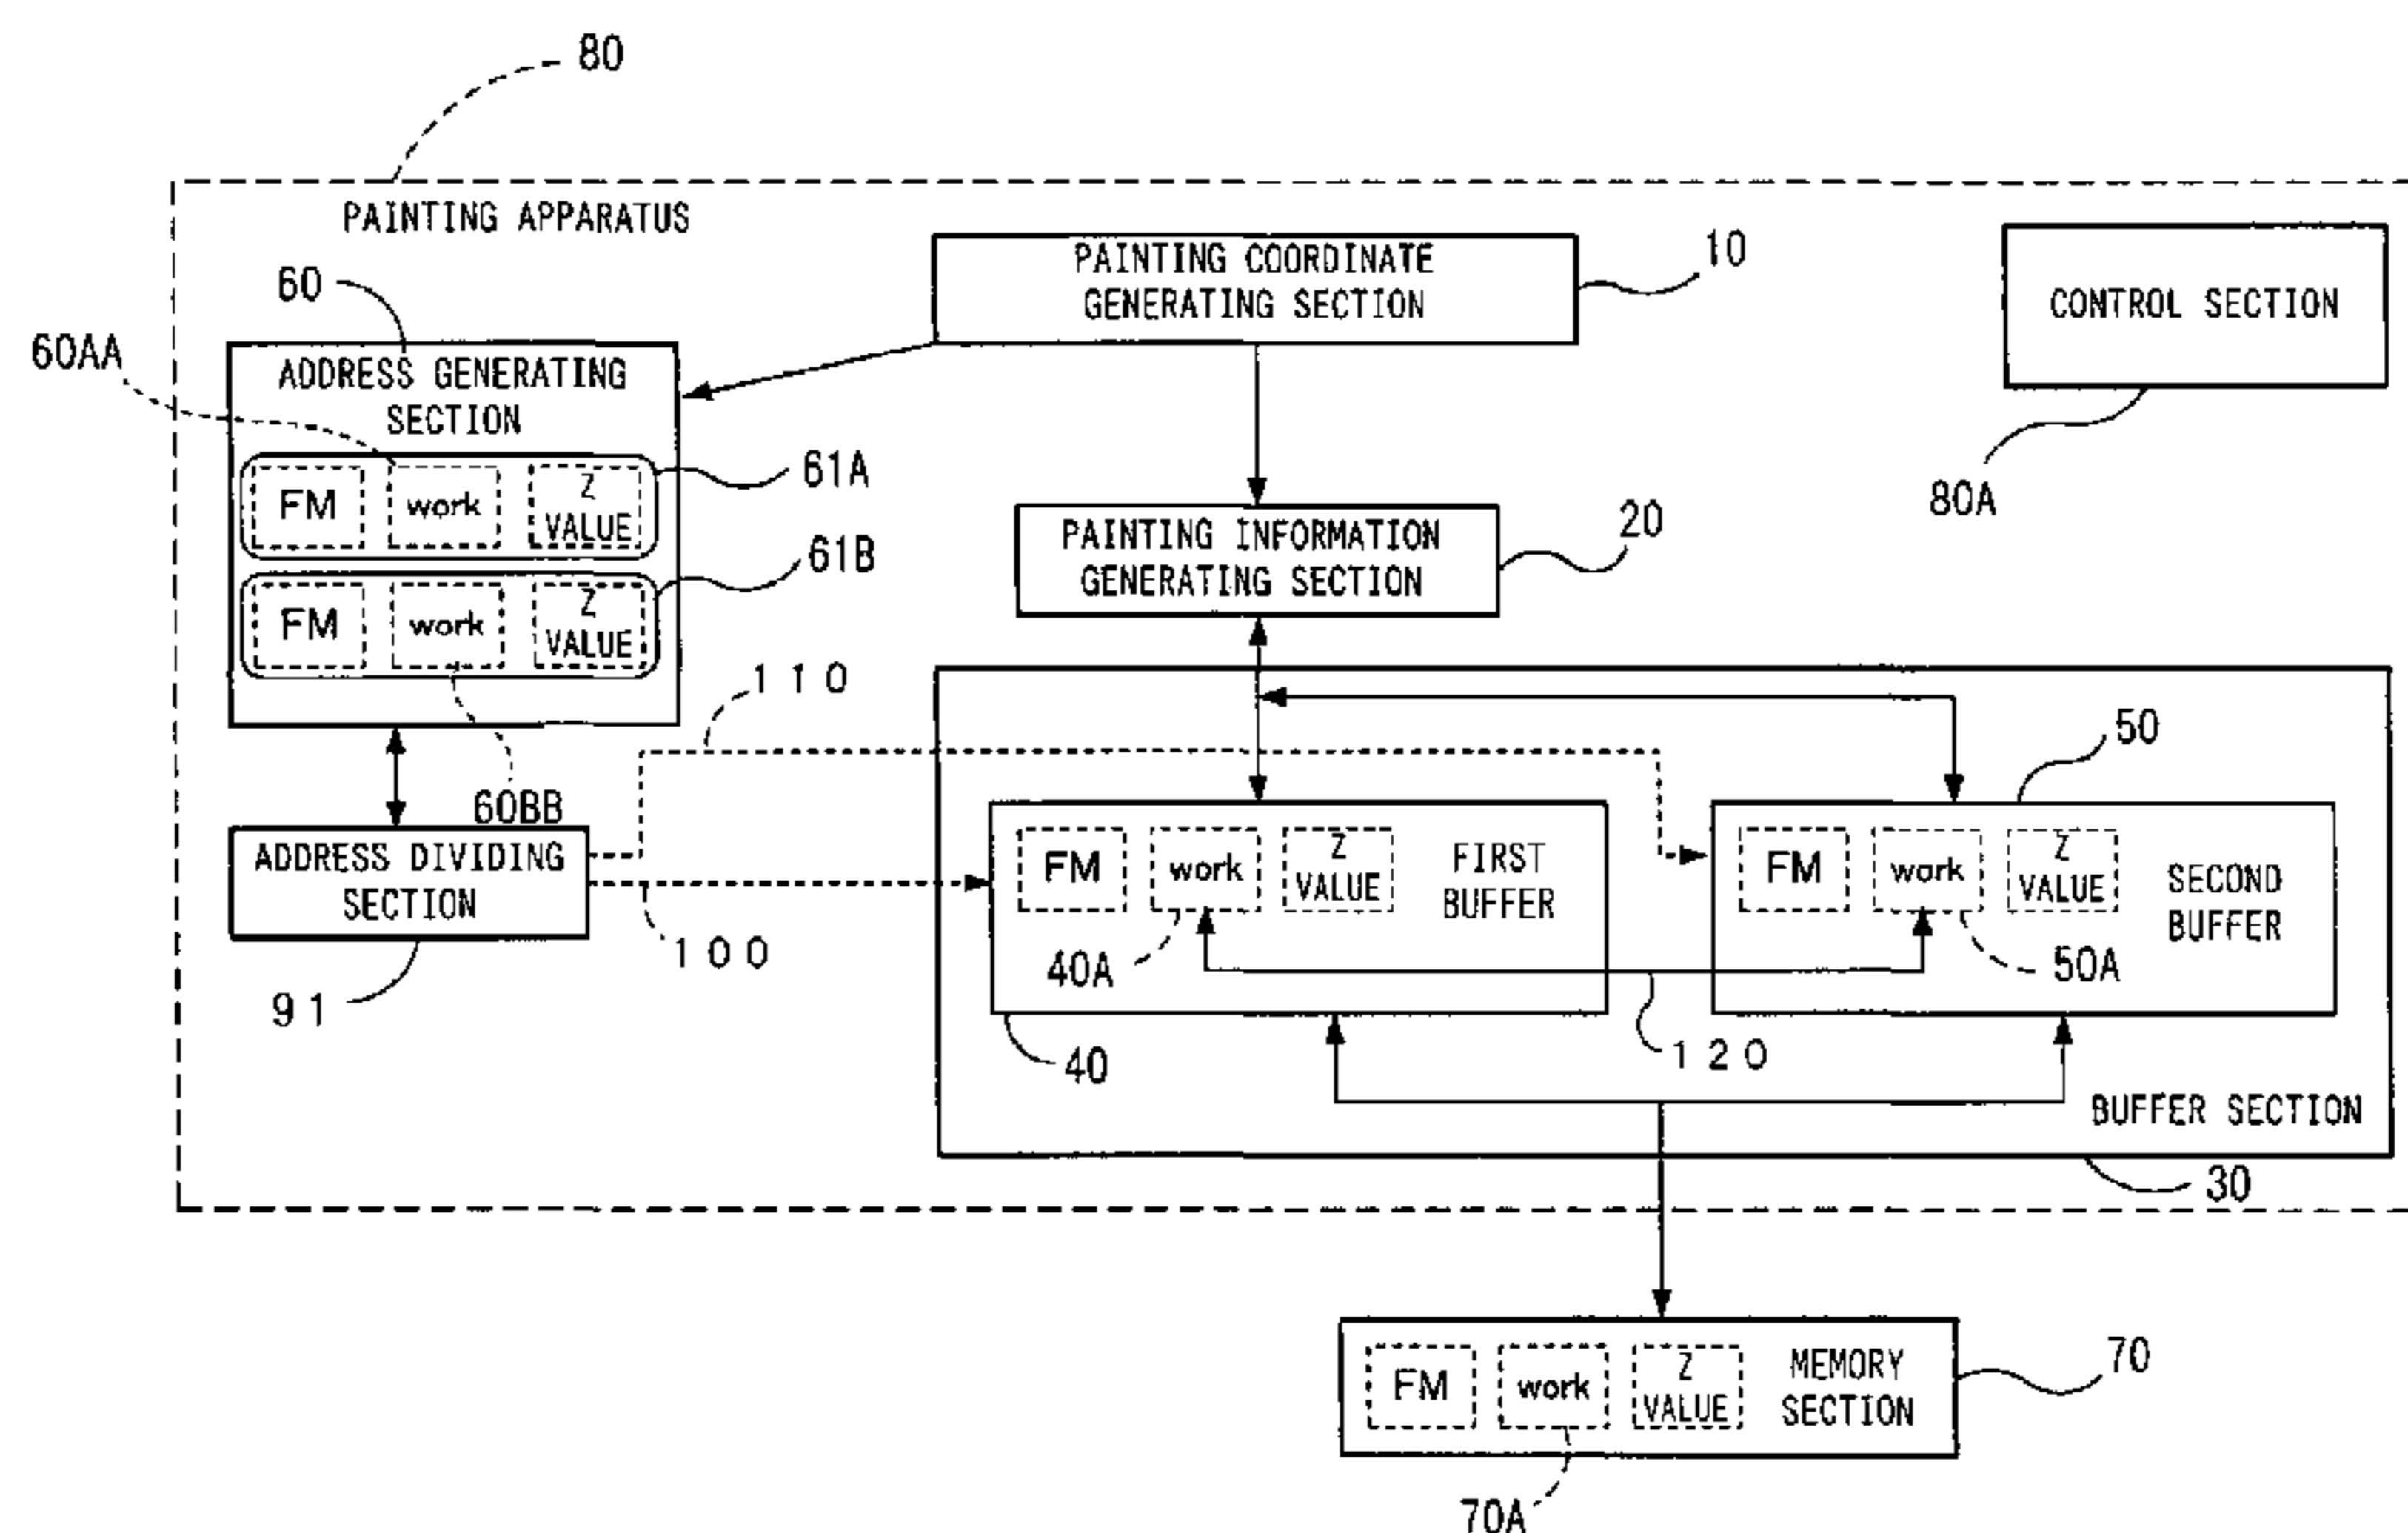 80
PAINTING APPARATUS
PAINTING COORDINATE
GENERATING SECTION
10
CONTROL SECTION
80A
60
60AA
ADDRESS GENERATING
SECTION
FM
work
Z
VALUE
61A
FM
work
Z
VALUE
61B
60BB
PAINTING INFORMATION
GENERATING SECTION
20
110
ADDRESS DIVIDING
SECTION
91
100
50
FM
work
Z
VALUE
FIRST
BUFFER
40A
40
FM
work
Z
VALUE
SECOND
BUFFER
50A
120
BUFFER SECTION
30
FM
work
Z
VALUE
MEMORY
SECTION
70
70A